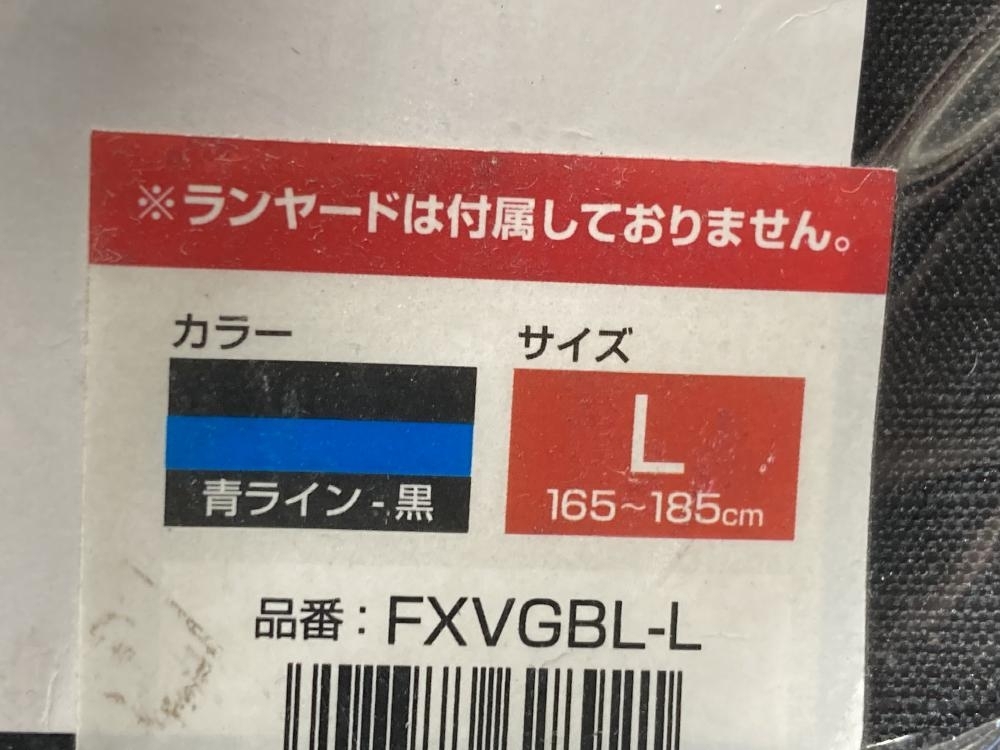 ※ランヤードは付属しておりません。
カラー
青ライン-黒
サイズ
L
165～185cm
品番：FXVGBL-L